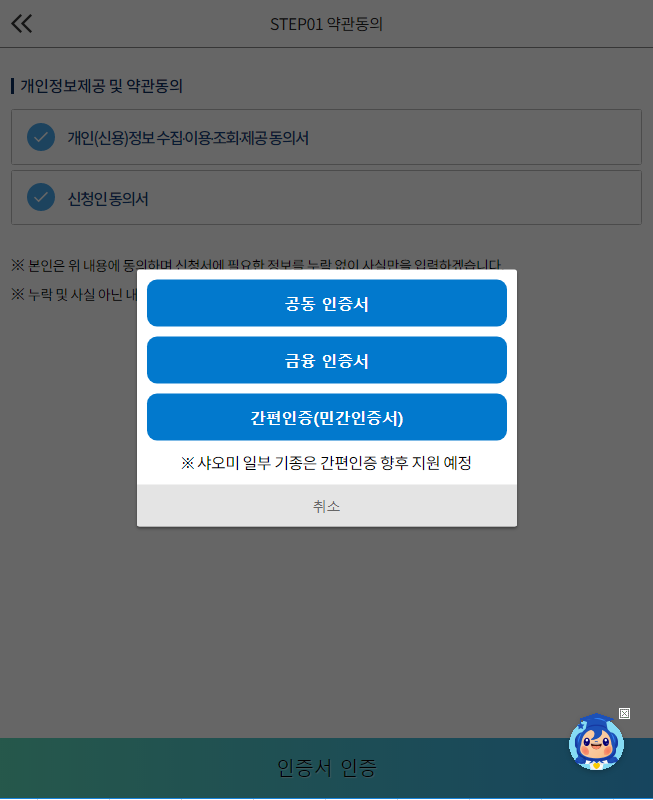 STEP01 약관동의
개인정보제공 및 약관동의
개인(신용)정보 수집·이용·조회·제공 동의서
신청인 동의서
※ 본인은 위 내용에 동의하며 신청서에 필요한 정보를 누락 없이 사실만을 입력하겠습니다.
※ 누락 및 사실 아닌 내
공동 인증서
금융 인증서
간편인증(민간인증서)
※ 샤오미 일부 기종은 간편인증 향후 지원 예정
취소
인증서 인증